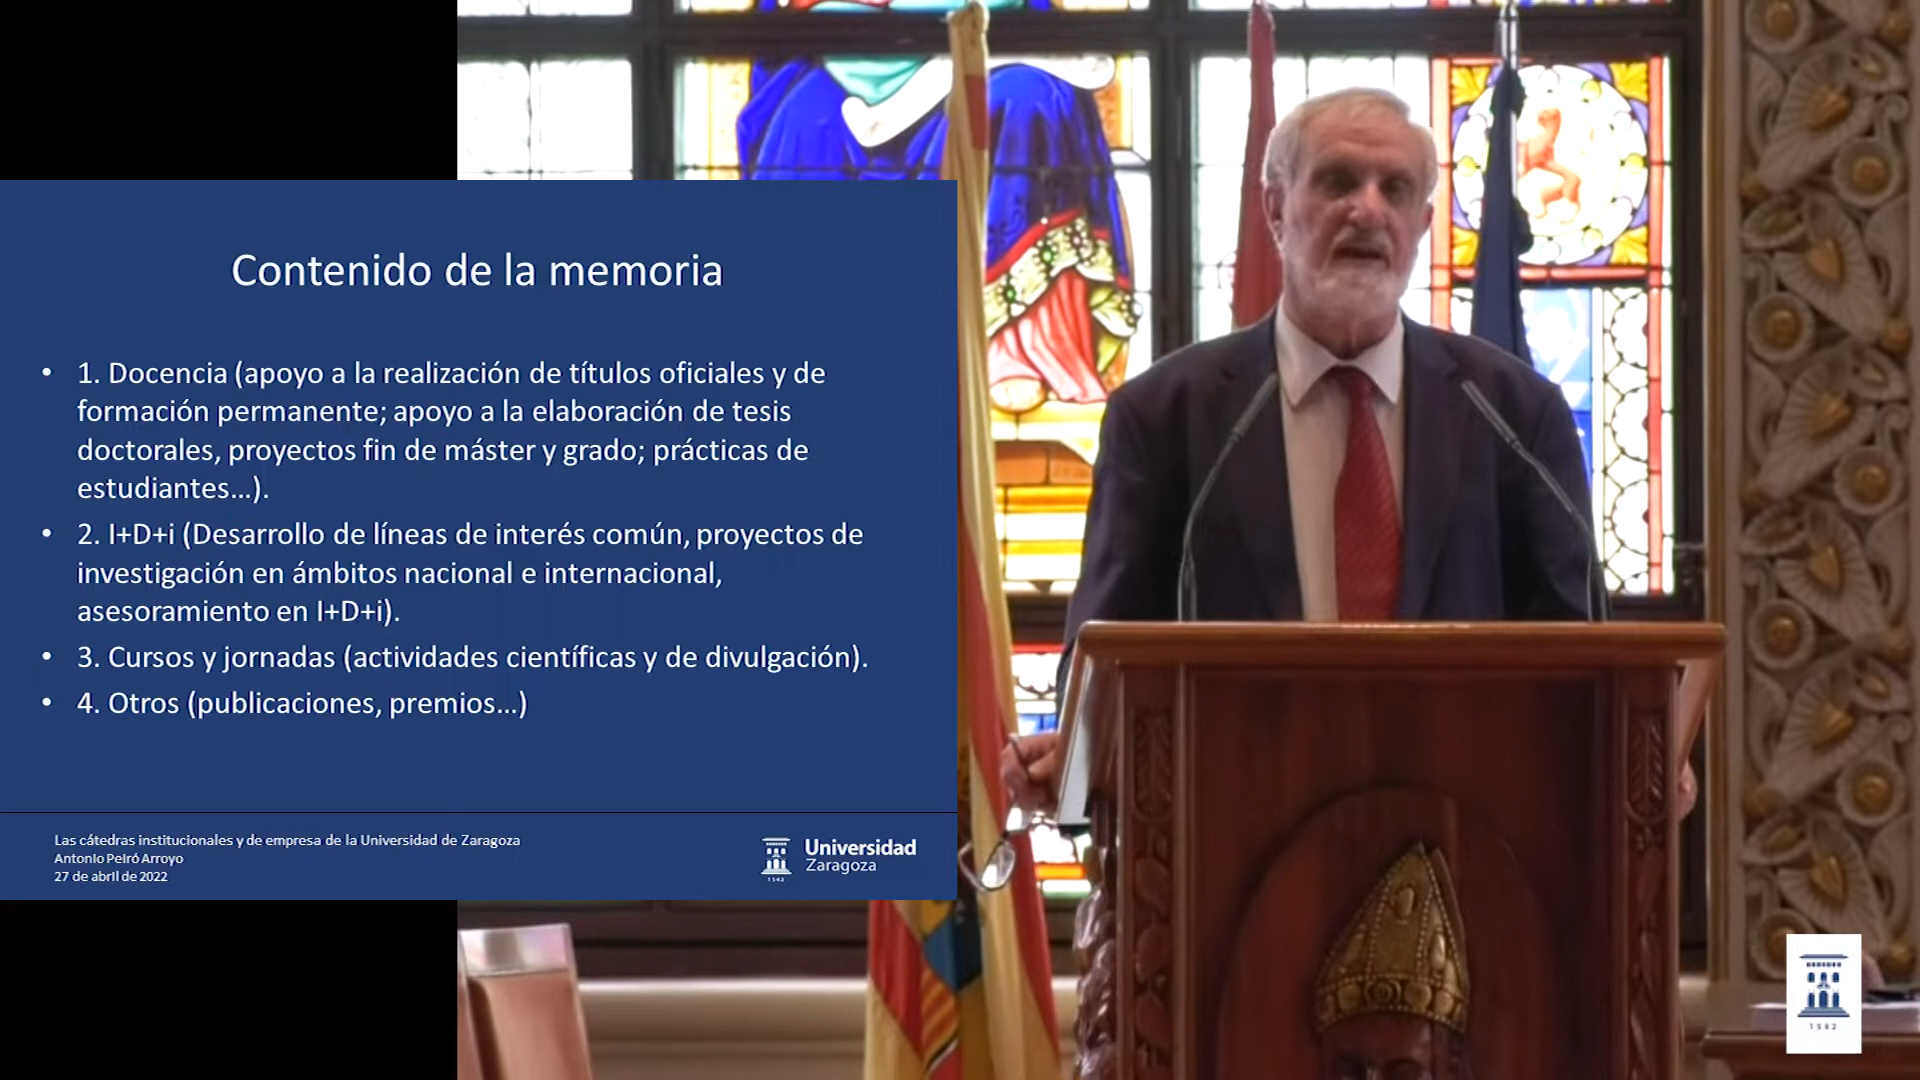 Contenido de la memoria
• 1. Docencia (apoyo a la realización de títulos oficiales y de
formación permanente; apoyo a la elaboración de tesis
doctorales, proyectos fin de máster y grado; prácticas de
estudiantes...).
• 2. I+D+i (Desarrollo de líneas de interés común, proyectos de
investigación en ámbitos nacional e internacional,
asesoramiento en I+D+i).
• 3. Cursos y jornadas (actividades científicas y de divulgación).
• 4. Otros (publicaciones, premios...)
Las cátedras institucionales y de empresa de la Universidad de Zaragoza
Antonio Peiró Arroyo
27 de abril de 2022
1542
Universidad
Zaragoza
1542